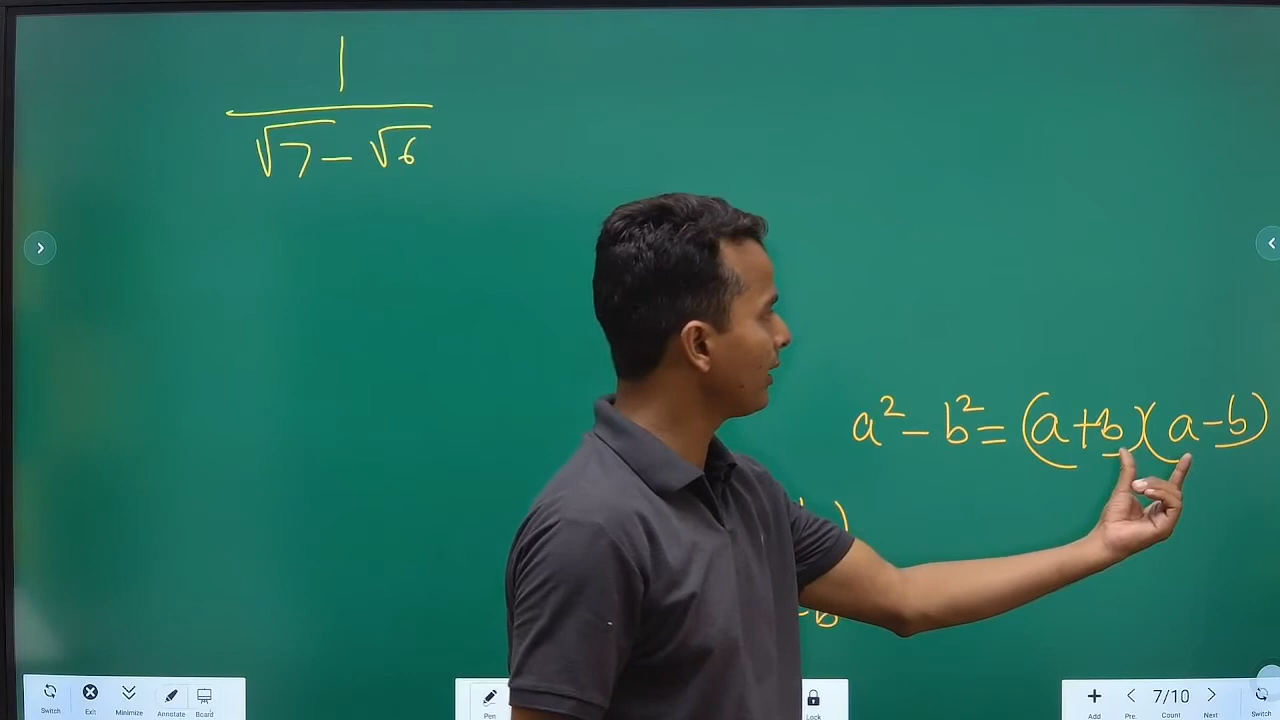 1
√7 − √6
a² − b² = (a+b)(a−b)
)
b
Switch
Exit
Minimize
Annotate
Board
Pen
Lock
Add
Pre.
7/10
Count
Next
Switch